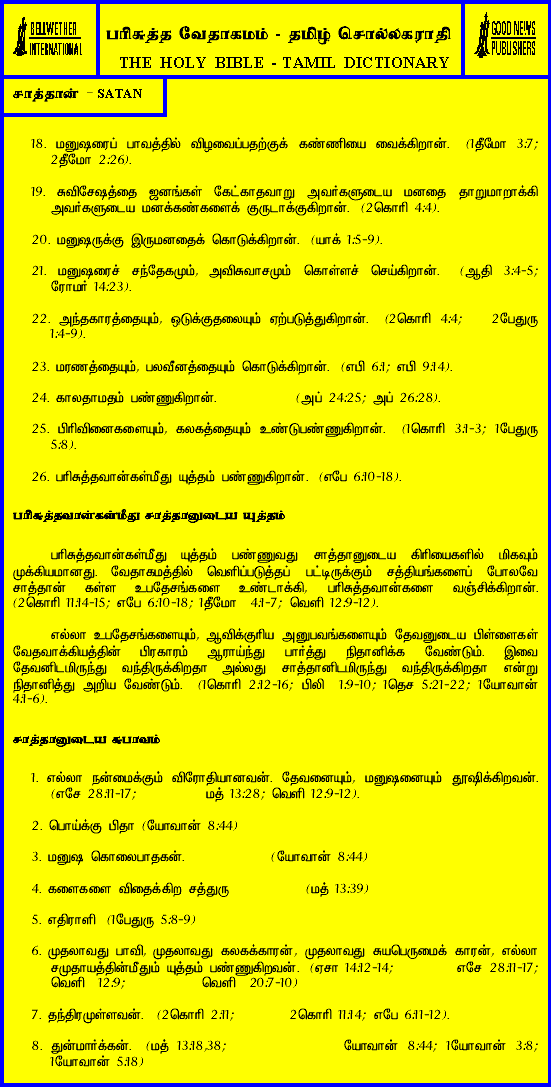 BELLWETHER
INTERNATIONAL
பரிசுத்த வேதாகமம் - தமிழ் சொல்லகராதி
THE HOLY BIBLE - TAMIL DICTIONARY
GOOD NEWS
PUBLISHERS
சாத்தான் – SATAN
18. மனுஷரைப் பாவத்தில் விழவைப்பதற்குக் கண்ணியை வைக்கிறான். (1தீமோ 3:7;
2தீமோ 2:26).
19. சுவிசேஷத்தை ஜனங்கள் கேட்காதவாறு அவர்களுடைய மனதை தாறுமாறாக்கி
அவர்களுடைய மனக்கண்களைக் குருடாக்குகிறான். (2கொரி 4:4).
20. மனுஷருக்கு இருமனதைக் கொடுக்கிறான். (யாக் 1:5-9).
21. மனுஷரைச் சந்தேகமும், அவிசுவாசமும் கொள்ளச் செய்கிறான். (ஆதி 3:4-5;
ரோமர் 14:23).
22. அந்தகாரத்தையும், ஒடுக்குதலையும் ஏற்படுத்துகிறான். (2கொரி 4:4; 2பேதுரு
1:4-9).
23. மரணத்தையும், பலவீனத்தையும் கொடுக்கிறான். (எபி 6:1; எபி 9:14).
24. காலதாமதம் பண்ணுகிறான். (அப் 24:25; அப் 26:28).
25. பிரிவினைகளையும், கலகத்தையும் உண்டுபண்ணுகிறான். (1கொரி 3:1-3; 1பேதுரு
5:8).
26. பரிசுத்தவான்கள்மீது யுத்தம் பண்ணுகிறான். (எபே 6:10-18).
பரிசுத்தவான்கள்மீது சாத்தானுடைய யுத்தம்
பரிசுத்தவான்கள்மீது யுத்தம் பண்ணுவது சாத்தானுடைய கிரியைகளில் மிகவும்
முக்கியமானது. வேதாகமத்தில் வெளிப்படுத்தப் பட்டிருக்கும் சத்தியங்களைப் போலவே
சாத்தான் கள்ள உபதேசங்களை உண்டாக்கி, பரிசுத்தவான்களை வஞ்சிக்கிறான்.
(2கொரி 11:14-15; எபே 6:10-18; 1தீமோ 4:1-7; வெளி 12:9-12).
எல்லா உபதேசங்களையும், ஆவிக்குரிய அனுபவங்களையும் தேவனுடைய பிள்ளைகள்
வேதவாக்கியத்தின் பிரகாரம் ஆராய்ந்து பார்த்து நிதானிக்க வேண்டும். இவை
தேவனிடமிருந்து வந்திருக்கிறதா அல்லது சாத்தானிடமிருந்து வந்திருக்கிறதா என்று
நிதானித்து அறிய வேண்டும். (1கொரி 2:12-16; பிலி 1:9-10; 1தெச 5:21-22; 1யோவான்
4:1-6).
சாத்தானுடைய சுபாவம்
1. எல்லா நன்மைக்கும் விரோதியானவன். தேவனையும், மனுஷனையும் தூஷிக்கிறவன்.
(எசே 28:11-17; மத் 13:28; வெளி 12:9-12).
2. பொய்க்கு பிதா (யோவான் 8:44)
3. மனுஷ கொலைபாதகன். (யோவான் 8:44)
4. களைகளை விதைக்கிற சத்துரு (மத் 13:39)
5. எதிராளி (1பேதுரு 5:8-9)
6. முதலாவது பாவி, முதலாவது கலகக்காரன், முதலாவது சுயபெருமைக் காரன், எல்லா
சமுதாயத்தின்மீதும் யுத்தம் பண்ணுகிறவன். (ஏசா 14:12-14; எசே 28:11-17;
வெளி 12:9; வெளி 20:7-10)
7. தந்திரமுள்ளவன். (2கொரி 2:11; 2கொரி 11:14; எபே 6:11-12).
8. துன்மார்க்கன். (மத் 13:18,38; யோவான் 8:44; 1யோவான் 3:8;
1யோவான் 5:18)